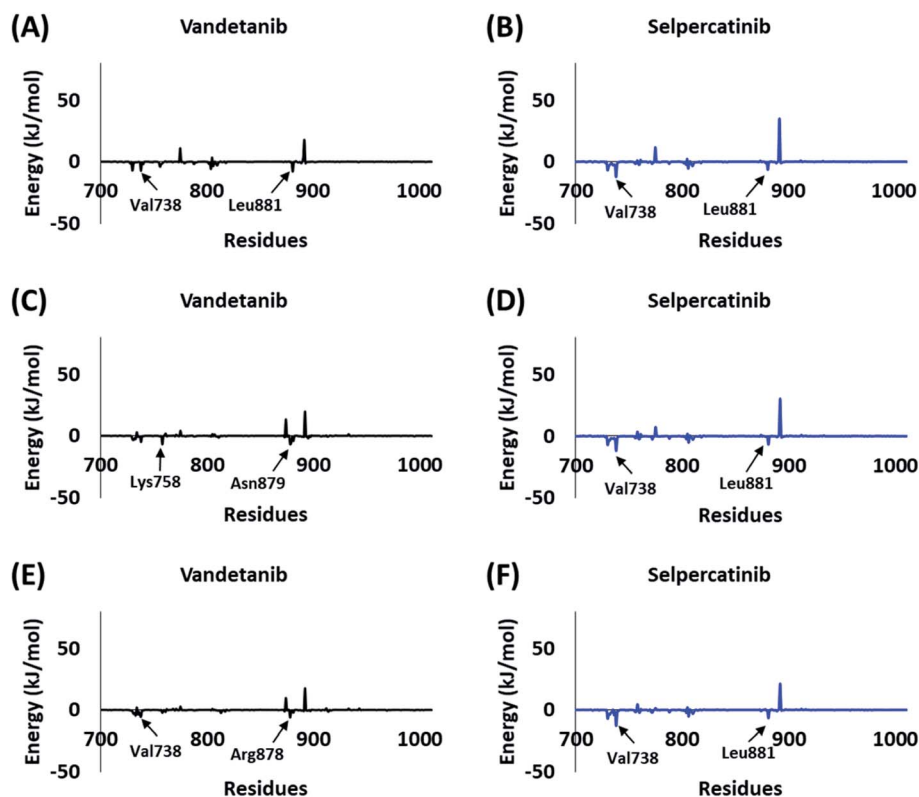 (A)
Vandetanib
Energy (kJ/mol)
50
0
-50
700
800
900
1000
Val738
Leu881
Residues
(B)
Selpercatinib
Energy (kJ/mol)
50
0
-50
700
800
900
1000
Val738
Leu881
Residues
(C)
Vandetanib
Energy (kJ/mol)
50
0
-50
700
800
900
1000
Lys758
Asn879
Residues
(D)
Selpercatinib
Energy (kJ/mol)
50
0
-50
700
800
900
1000
Val738
Leu881
Residues
(E)
Vandetanib
Energy (kJ/mol)
50
0
-50
700
800
900
1000
Val738
Arg878
Residues
(F)
Selpercatinib
Energy (kJ/mol)
50
0
-50
700
800
900
1000
Val738
Leu881
Residues